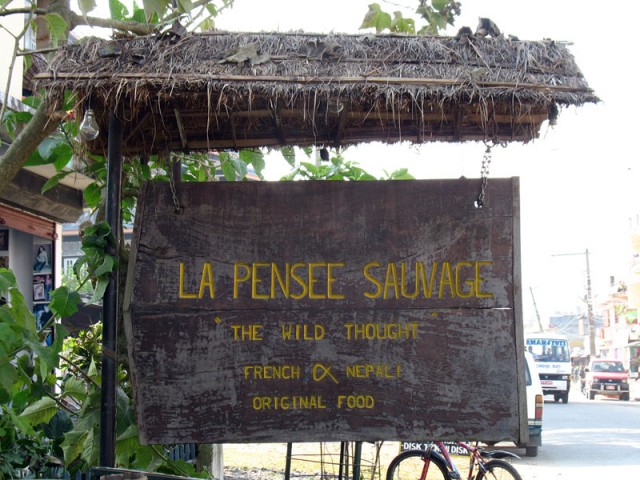 LA PENSEE SAUVAGE
"THE WILD THOUGHT"
FRENCH & NEPALI
ORIGINAL FOOD